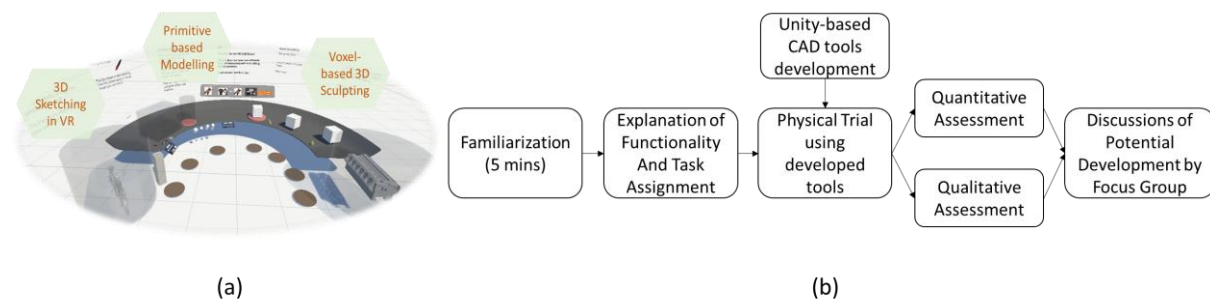 3D
Sketching
in VR
Primitive
based
Modelling
Voxel-
based 3D
Sculpting
(a)
Familiarization
(5 mins)
Explanation of
Functionality
And Task
Assignment
Unity-based
CAD tools
development
Physical Trial
using
developed
tools
Quantitative
Assessment
Qualitative
Assessment
Discussions of
Potential
Development by
Focus Group
(b)